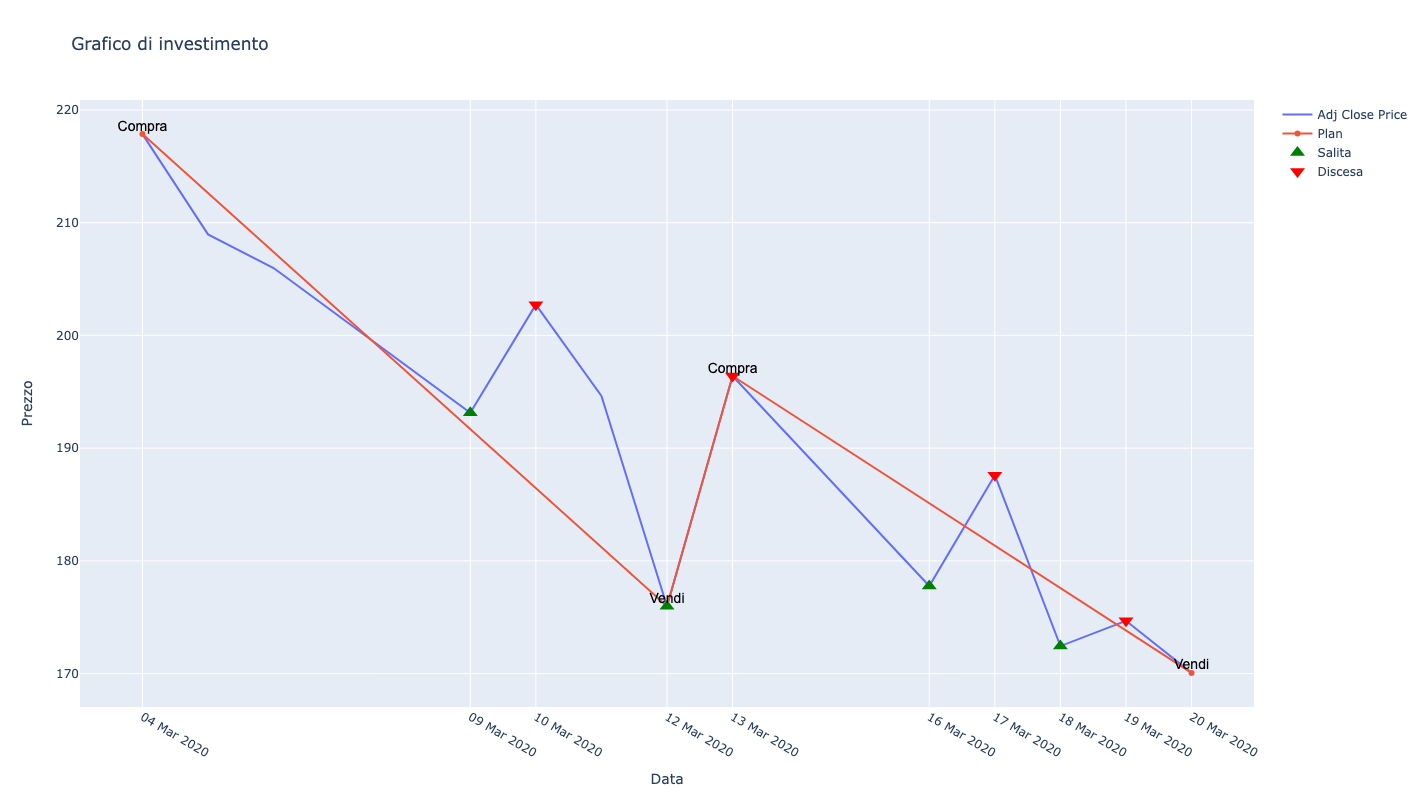 Grafico di investimento
Adj Close Price
Plan
Salita
Discesa
Prezzo
220
210
200
190
180
170
Compra
Vendi
Compra
Vendi
04 Mar 2020
09 Mar 2020
10 Mar 2020
12 Mar 2020
13 Mar 2020
16 Mar 2020
17 Mar 2020
18 Mar 2020
19 Mar 2020
20 Mar 2020
Data